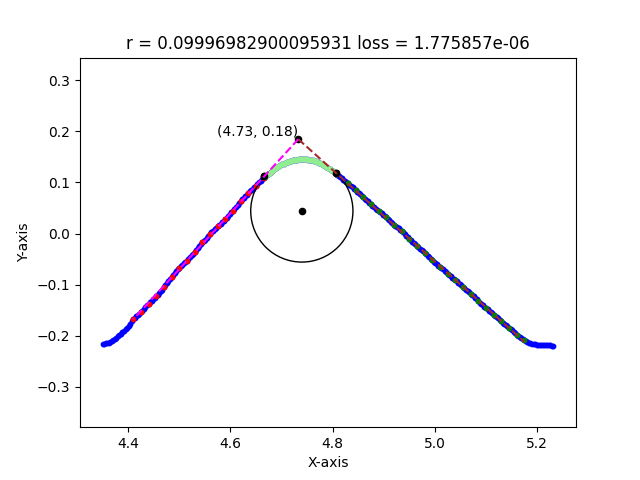 r = 0.09996982900095931 loss = 1.775857e-06
(4.73, 0.18)
Y-axis
0.3
0.2
0.1
0.0
−0.1
−0.2
−0.3
4.4 4.6 4.8 5.0 5.2
X-axis